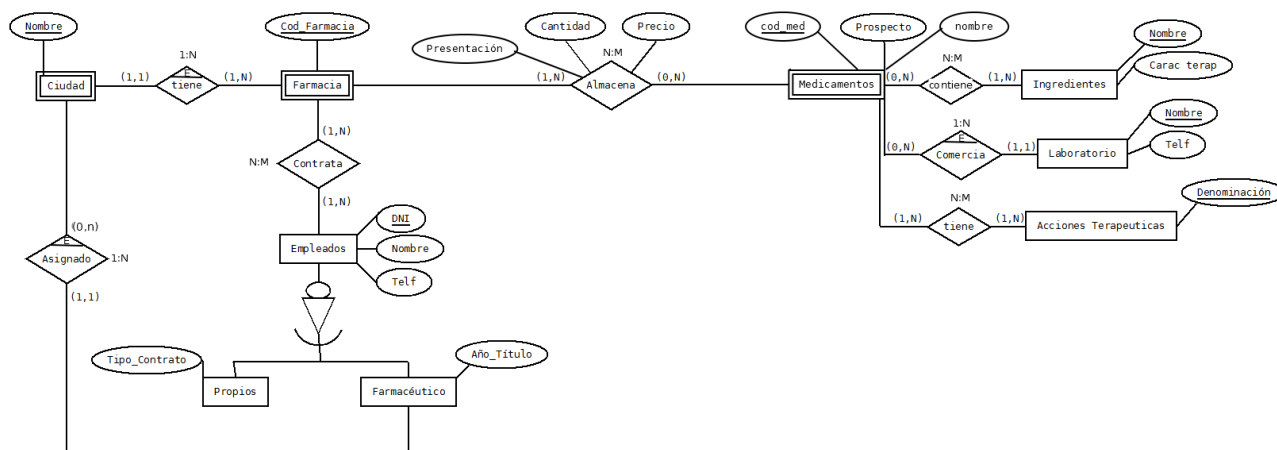 Nombre
Cod_Farmacia
Cantidad
Precio
Presentación
cod_med
Prospecto
nombre
Nombre
Carac terap
1:N
N:M
N:M
Ciudad
(1,1)
E
tiene
(1,N)
Farmacia
(1,N)
Almacena
(0,N)
Medicamentos
(0,N)
contiene
(1,N)
Ingredientes
Nombre
Telf
1:N
(1,N)
N:M
Contrata
(0,N)
E
Comercia
(1,1)
Laboratorio
(1,N)
N:M
Denominación
(1,N)
tiene
(1,N)
Acciones Terapeuticas
DNI
Empleados
Nombre
Telf
(0,n)
E
Asignado
1:N
(1,1)
Tipo_Contrato
Año_Título
Propios
Farmacéutico